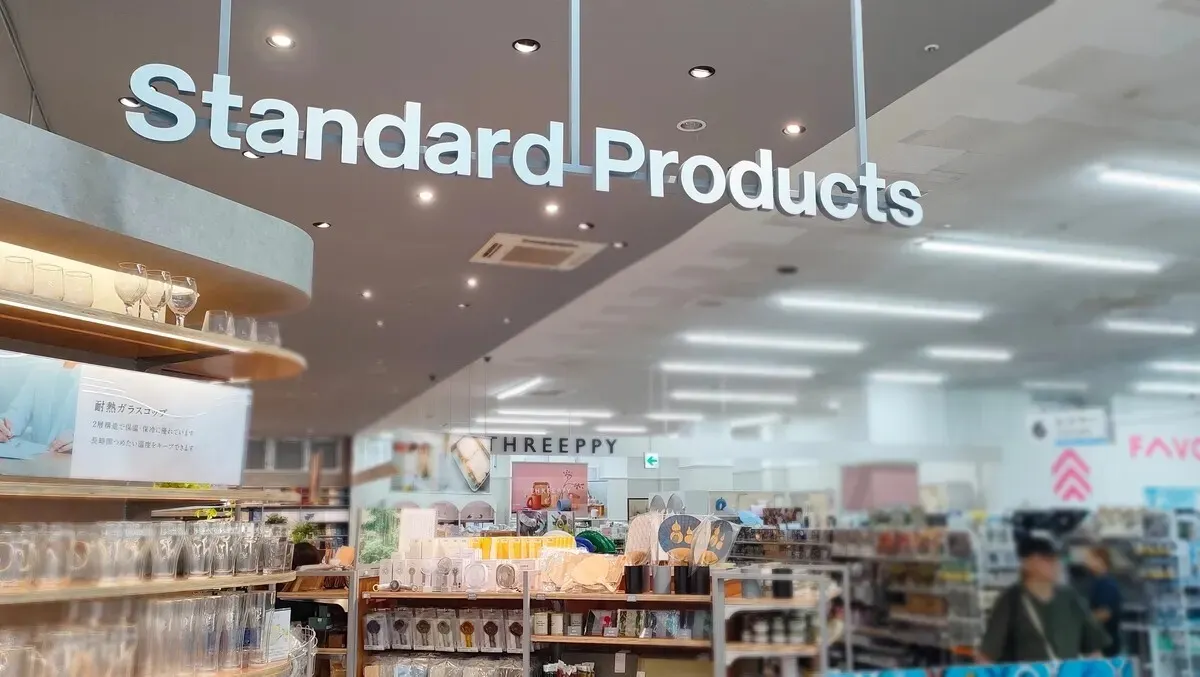 Standard Products
耐熱ガラスコップ
2層構造で保温・保冷に優れています
長時間つめたい温度をキープできます
THREEPPY
FAVO